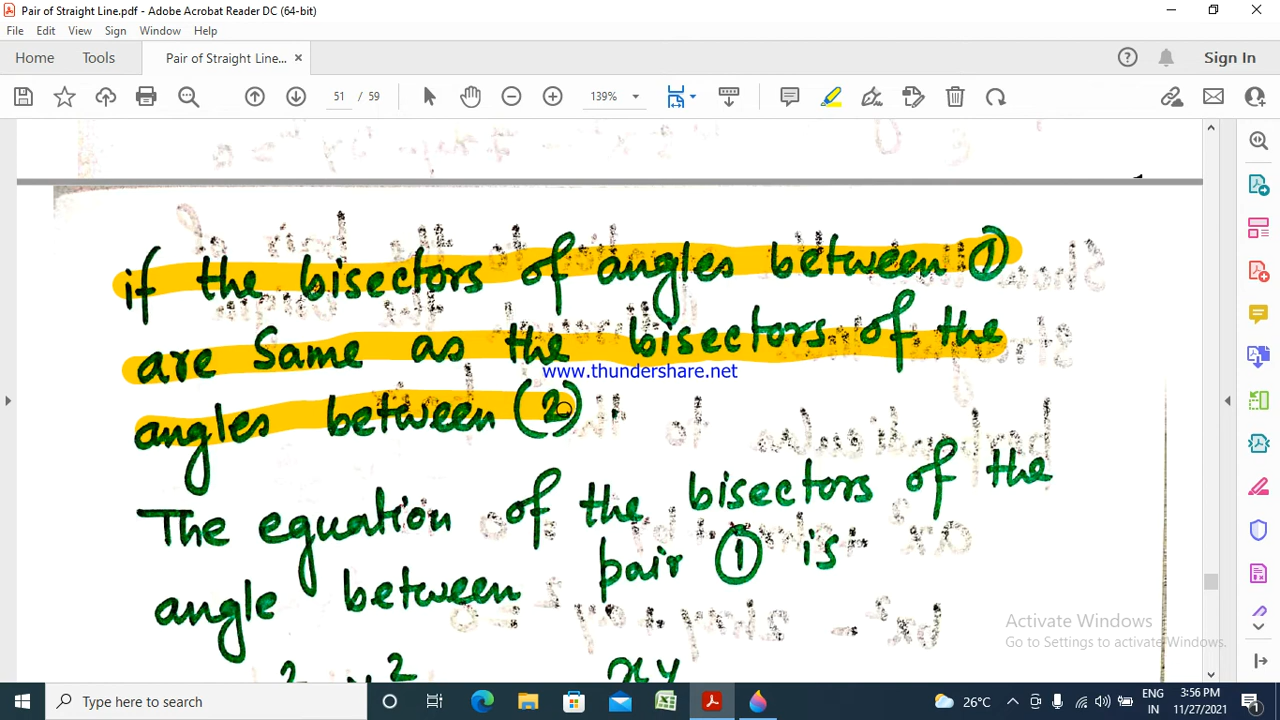 Pair of Straight Line.pdf - Adobe Acrobat Reader DC (64-bit)
File Edit View Sign Window Help
Home Tools Pair of Straight Line... × Sign In
51 / 59 139%
if the bisectors of angles between ①
are Same as the bisectors of the
www.thundershare.net
angles between (2)
The equation of the bisectors of the
angle between pair ① is
Activate Windows
Go to Settings to activate Windows.
xy
Type here to search
26°C ENG IN 3:56 PM 11/27/2021